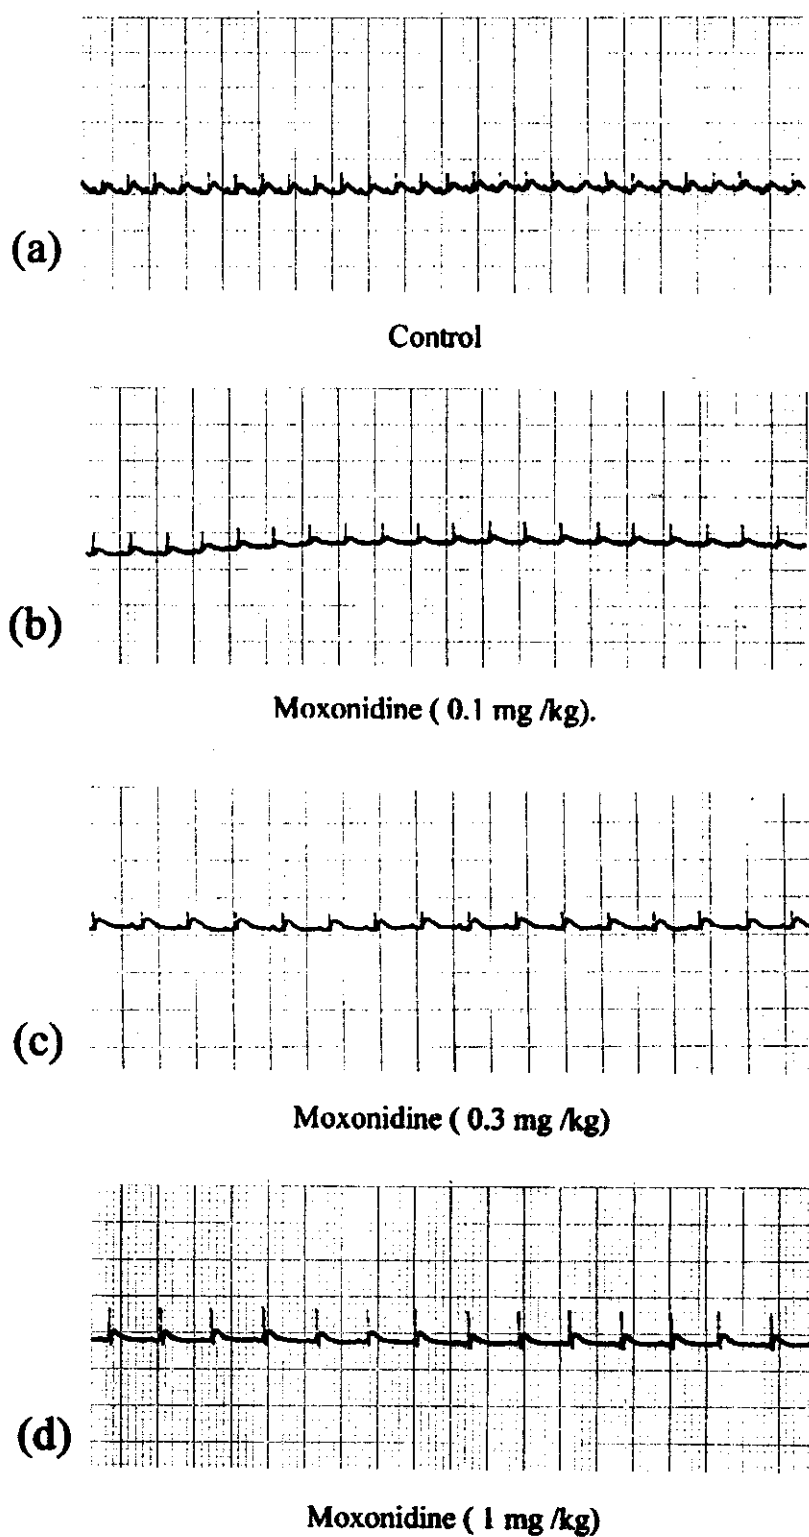 (a)
Control
(b)
Moxonidine ( 0.1 mg /kg).
(c)
Moxonidine ( 0.3 mg /kg)
(d)
Moxonidine ( 1 mg /kg)